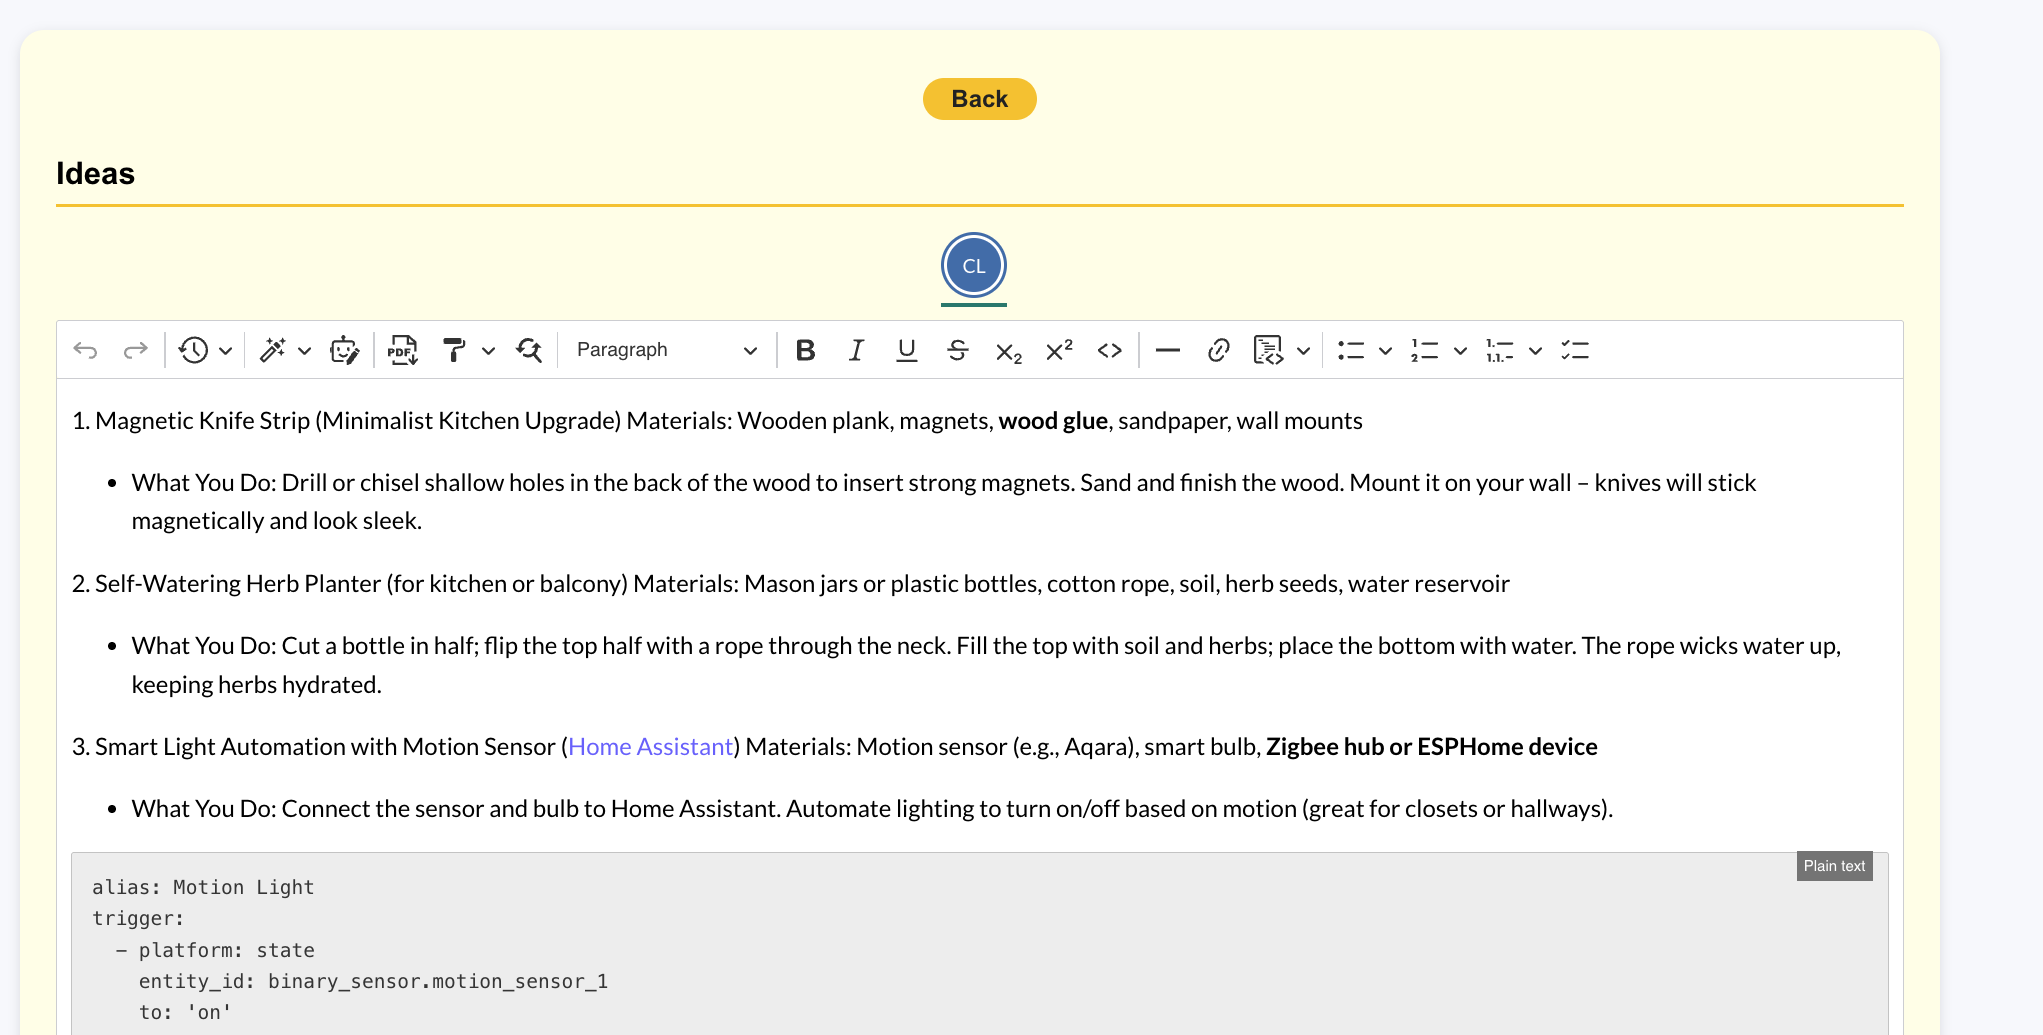 Back
Ideas
CL
PDF
Paragraph
1. Magnetic Knife Strip (Minimalist Kitchen Upgrade) Materials: Wooden plank, magnets, wood glue, sandpaper, wall mounts
• What You Do: Drill or chisel shallow holes in the back of the wood to insert strong magnets. Sand and finish the wood. Mount it on your wall – knives will stick
magnetically and look sleek.
2. Self-Watering Herb Planter (for kitchen or balcony) Materials: Mason jars or plastic bottles, cotton rope, soil, herb seeds, water reservoir
• What You Do: Cut a bottle in half; flip the top half with a rope through the neck. Fill the top with soil and herbs; place the bottom with water. The rope wicks water up,
keeping herbs hydrated.
3. Smart Light Automation with Motion Sensor (Home Assistant) Materials: Motion sensor (e.g., Aqara), smart bulb, Zigbee hub or ESPHome device
• What You Do: Connect the sensor and bulb to Home Assistant. Automate lighting to turn on/off based on motion (great for closets or hallways).
Plain text
alias: Motion Light
trigger:
  - platform: state
    entity_id: binary_sensor.motion_sensor_1
    to: 'on'